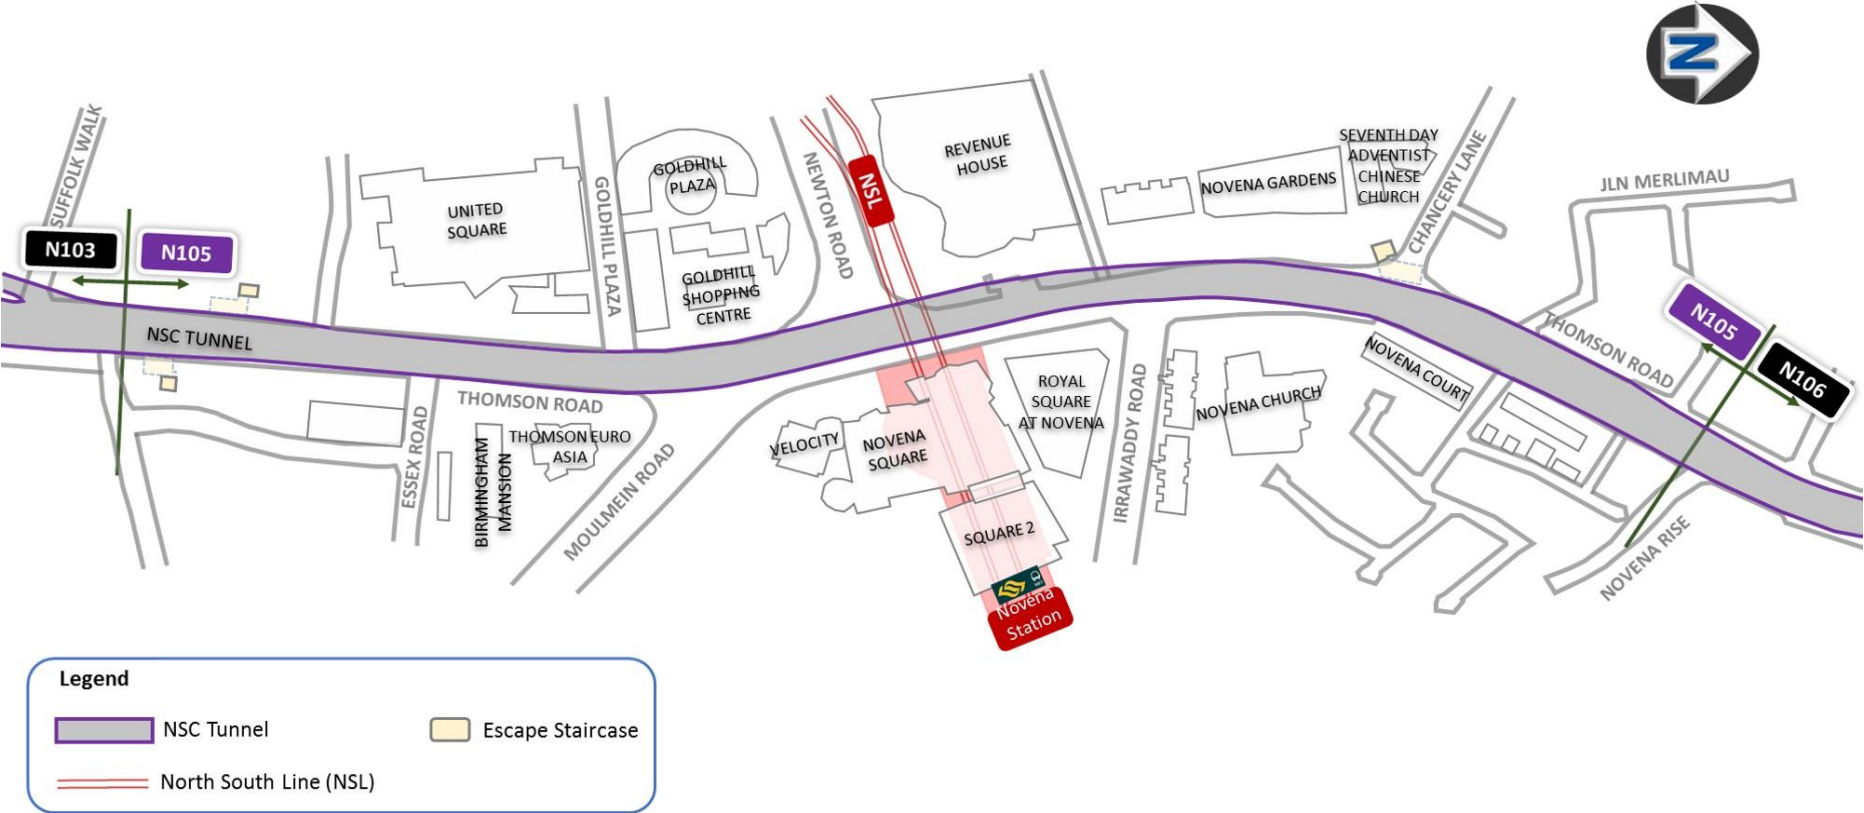 N
SUFFOLK WALK
N103
N105
NSC TUNNEL
UNITED
SQUARE
GOLDHILL PLAZA
GOLDHILL
PLAZA
GOLDHILL
SHOPPING
CENTRE
NEWTON ROAD
NSL
REVENUE
HOUSE
NOVENA GARDENS
SEVENTH DAY
ADVENTIST
CHINESE
CHURCH
CHANCERY LANE
JLN MERLIMAU
THOMSON ROAD
N105
N106
ESSEX ROAD
THOMSON ROAD
BIRMINGHAM
MANSION
THOMSON EURO
ASIA
MOULMEIN ROAD
VELOCITY
NOVENA
SQUARE
ROYAL
SQUARE
AT NOVENA
SQUARE 2
Novena
Station
IRRAWADDY ROAD
NOVENA CHURCH
NOVENA COURT
NOVENA RISE
Legend
NSC Tunnel
Escape Staircase
North South Line (NSL)